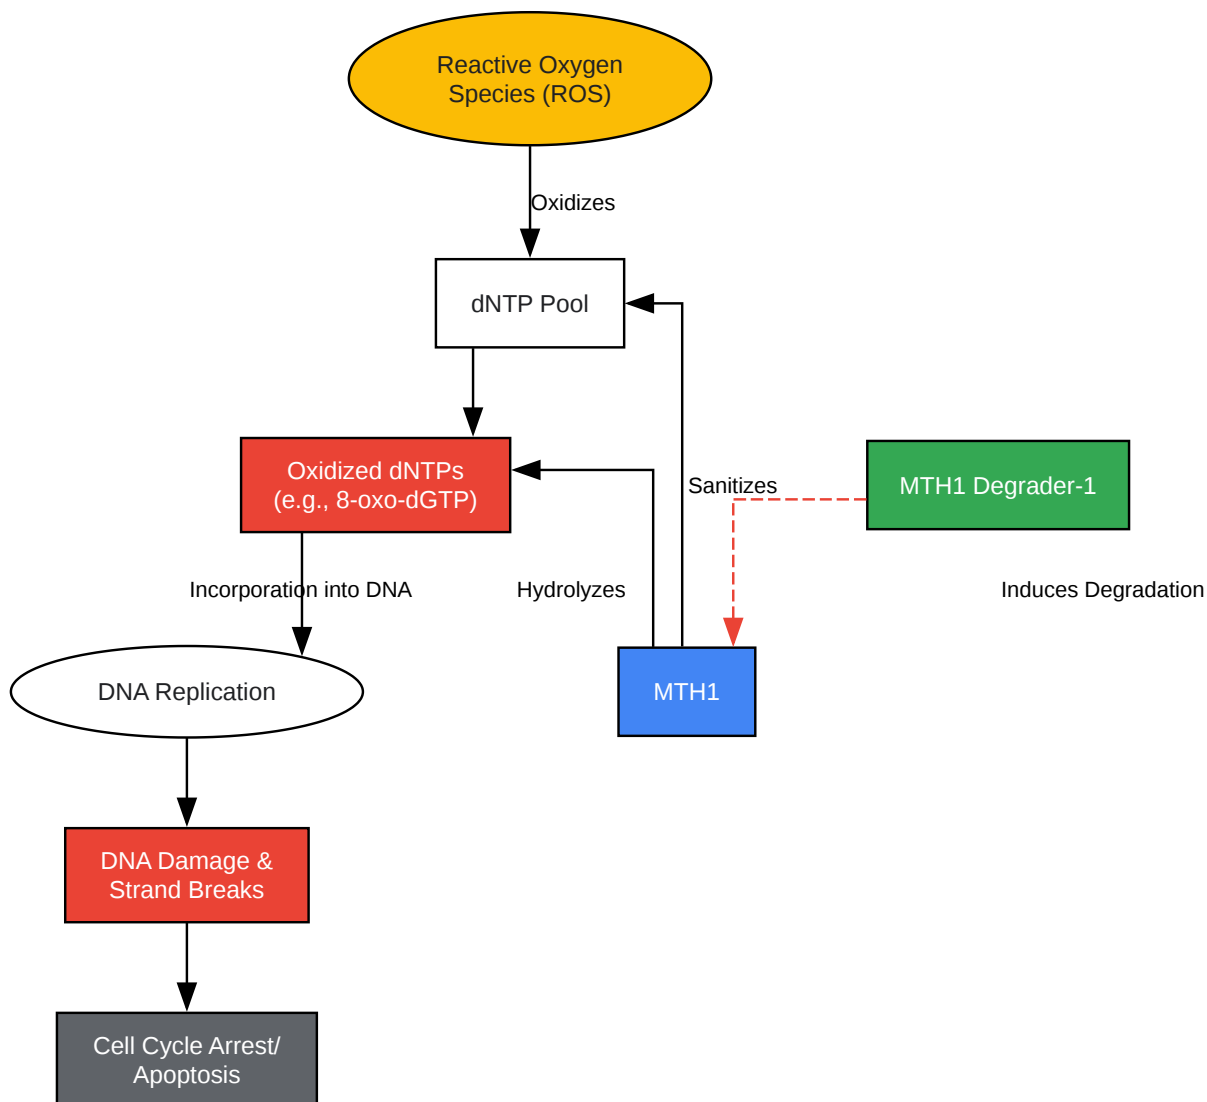 Reactive Oxygen
Species (ROS)
Oxidizes
dNTP Pool
Oxidized dNTPs
(e.g., 8-oxo-dGTP)
Sanitizes
MTH1 Degrader-1
Incorporation into DNA
Hydrolyzes
Induces Degradation
DNA Replication
MTH1
DNA Damage &
Strand Breaks
Cell Cycle Arrest/
Apoptosis